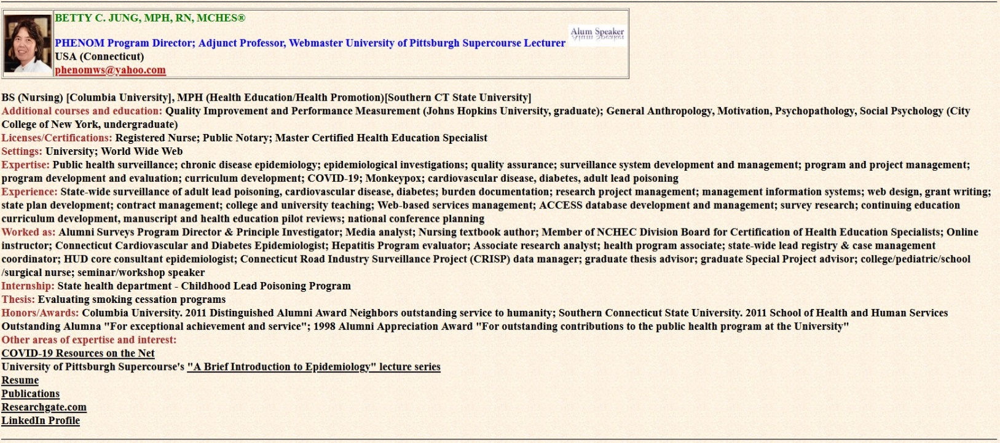 BETTY C. JUNG, MPH, RN, MCHES®
Alum Speaker
PHENOM Program Director; Adjunct Professor, Webmaster University of Pittsburgh Supercourse Lecturer
USA (Connecticut)
phenomws@yahoo.com
BS (Nursing) [Columbia University], MPH (Health Education/Health Promotion)[Southern CT State University]
Additional courses and education: Quality Improvement and Performance Measurement (Johns Hopkins University, graduate); General Anthropology, Motivation, Psychopathology, Social Psychology (City
College of New York, undergraduate)
Licenses/Certifications: Registered Nurse; Public Notary; Master Certified Health Education Specialist
Settings: University; World Wide Web
Expertise: Public health surveillance; chronic disease epidemiology; epidemiological investigations; quality assurance; surveillance system development and management; program and project management;
program development and evaluation; curriculum development; COVID-19; Monkeypox; cardiovascular disease, diabetes, adult lead poisoning
Experience: State-wide surveillance of adult lead poisoning, cardiovascular disease, diabetes; burden documentation; research project management; management information systems; web design, grant writing;
state plan development; contract management; college and university teaching; Web-based services management; ACCESS database development and management; survey research; continuing education
curriculum development, manuscript and health education pilot reviews; national conference planning
Worked as: Alumni Surveys Program Director & Principle Investigator; Media analyst; Nursing textbook author; Member of NCHEC Division Board for Certification of Health Education Specialists; Online
instructor; Connecticut Cardiovascular and Diabetes Epidemiologist; Hepatitis Program evaluator; Associate research analyst; health program associate; state-wide lead registry & case management
coordinator; HUD core consultant epidemiologist; Connecticut Road Industry Surveillance Project (CRISP) data manager; graduate thesis advisor; graduate Special Project advisor; college/pediatric/school
/surgical nurse; seminar/workshop speaker
Internship: State health department - Childhood Lead Poisoning Program
Thesis: Evaluating smoking cessation programs
Honors/Awards: Columbia University. 2011 Distinguished Alumni Award Neighbors outstanding service to humanity; Southern Connecticut State University. 2011 School of Health and Human Services
Outstanding Alumna "For exceptional achievement and service"; 1998 Alumni Appreciation Award "For outstanding contributions to the public health program at the University"
Other areas of expertise and interest:
COVID-19 Resources on the Net
University of Pittsburgh Supercourse's "A Brief Introduction to Epidemiology" lecture series
Resume
Publications
Researchgate.com
LinkedIn Profile